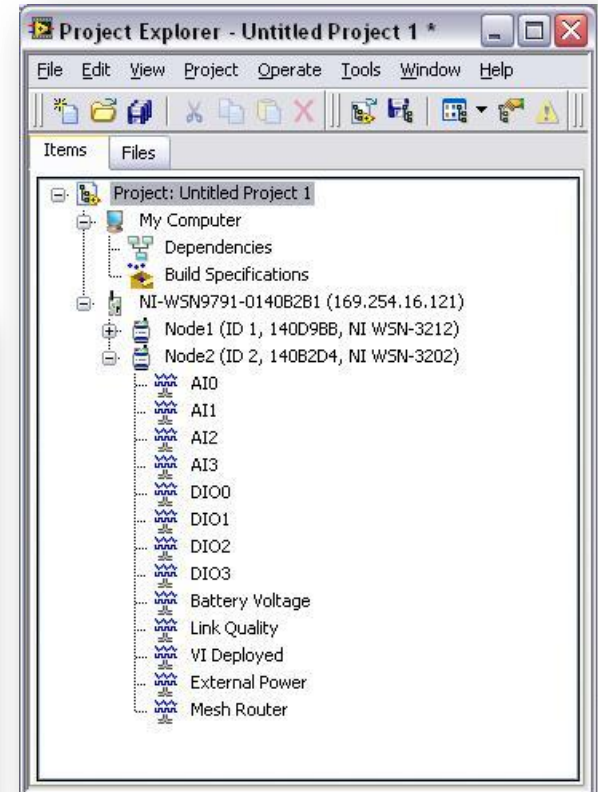 Project Explorer - Untitled Project 1 *
File Edit View Project Operate Tools Window Help
Items Files
Project: Untitled Project 1
My Computer
Dependencies
Build Specifications
NI-WSN9791-0140B2B1 (169.254.16.121)
Node1 (ID 1, 140D9BB, NI WSN-3212)
Node2 (ID 2, 140B2D4, NI WSN-3202)
AI0
AI1
AI2
AI3
DIO0
DIO1
DIO2
DIO3
Battery Voltage
Link Quality
VI Deployed
External Power
Mesh Router